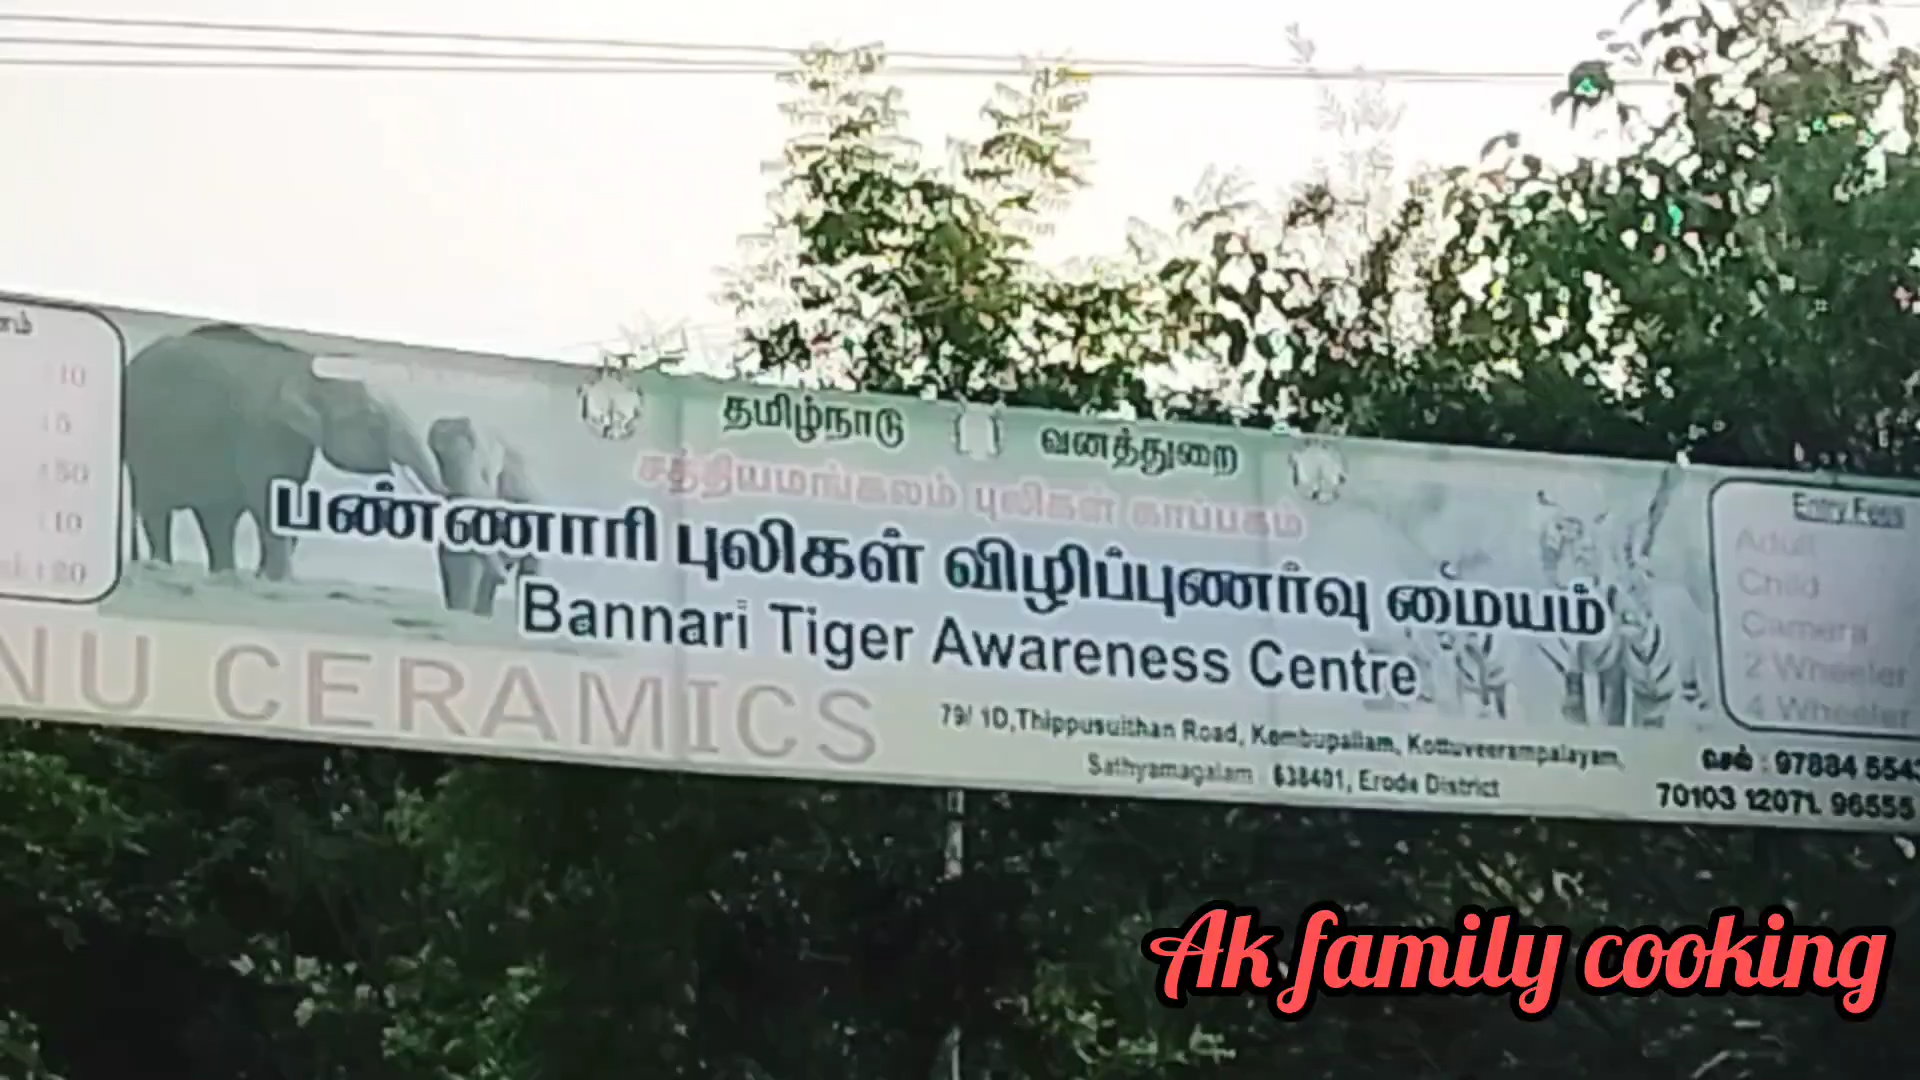 தமிழ்நாடு வனத்துறை
சத்தியமங்கலம் புலிகள் காப்பகம்
பண்ணாரி புலிகள் விழிப்புணர்வு மையம்
Bannari Tiger Awareness Centre
NU CERAMICS
79/ 1D,Thippusulthan Road, Kembupallam, Kottuveerampalayam,
Sathyamagalam 638401, Erode District
Entry Fees
Adult
Child
Camera
2 Wheeler
4 Wheeler
செல் : 97884 5543
70103 12071, 96555
Ak family cooking